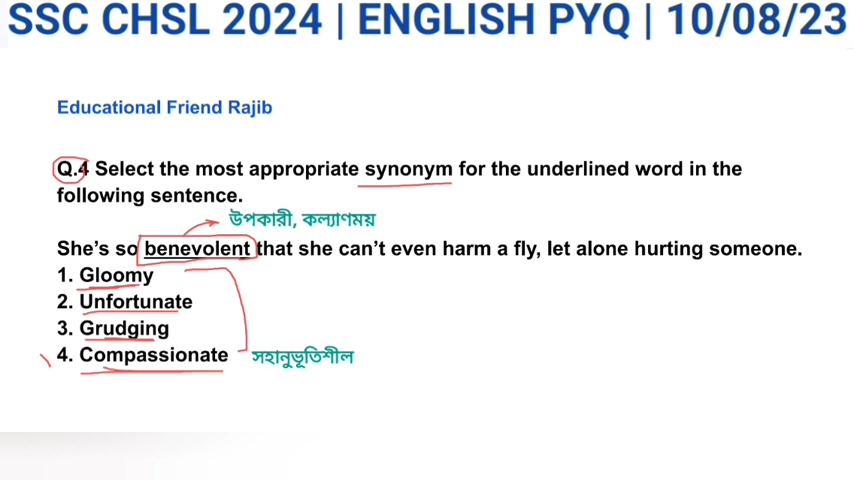 SSC CHSL 2024 | ENGLISH PYQ | 10/08/23
Educational Friend Rajib
Q.4 Select the most appropriate synonym for the underlined word in the
following sentence.
উপকারী, কল্যাণময়
She's so benevolent that she can't even harm a fly, let alone hurting someone.
1. Gloomy
2. Unfortunate
3. Grudging
4. Compassionate সহানুভূতিশীল